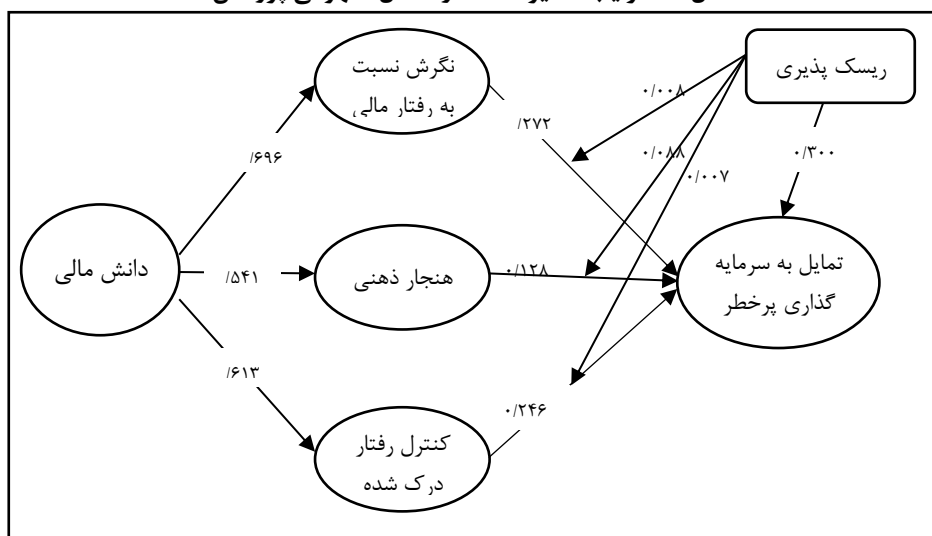 ریسک پذیری
نگرش نسبت
به رفتار مالی
۰/۰۰۸
/۲۷۲
/۶۹۶
۰/۰۸۸
۰/۰۰۷
۰/۳۰۰
دانش مالی
/۵۴۱
هنجار ذهنی
۰/۱۲۸
تمایل به سرمایه
گذاری پرخطر
/۶۱۳
۰/۲۴۶
کنترل رفتار
درک شده